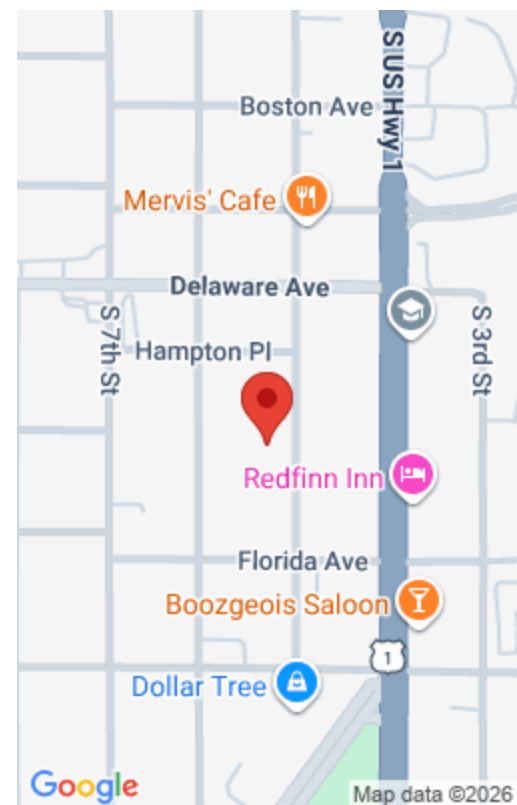 S US Hwy 1
Boston Ave
Mervis' Cafe
Delaware Ave
S 7th St
Hampton Pl
S 3rd St
Redfinn Inn
Florida Ave
Boozgeois Saloon
1
Dollar Tree
Google
Map data ©2026